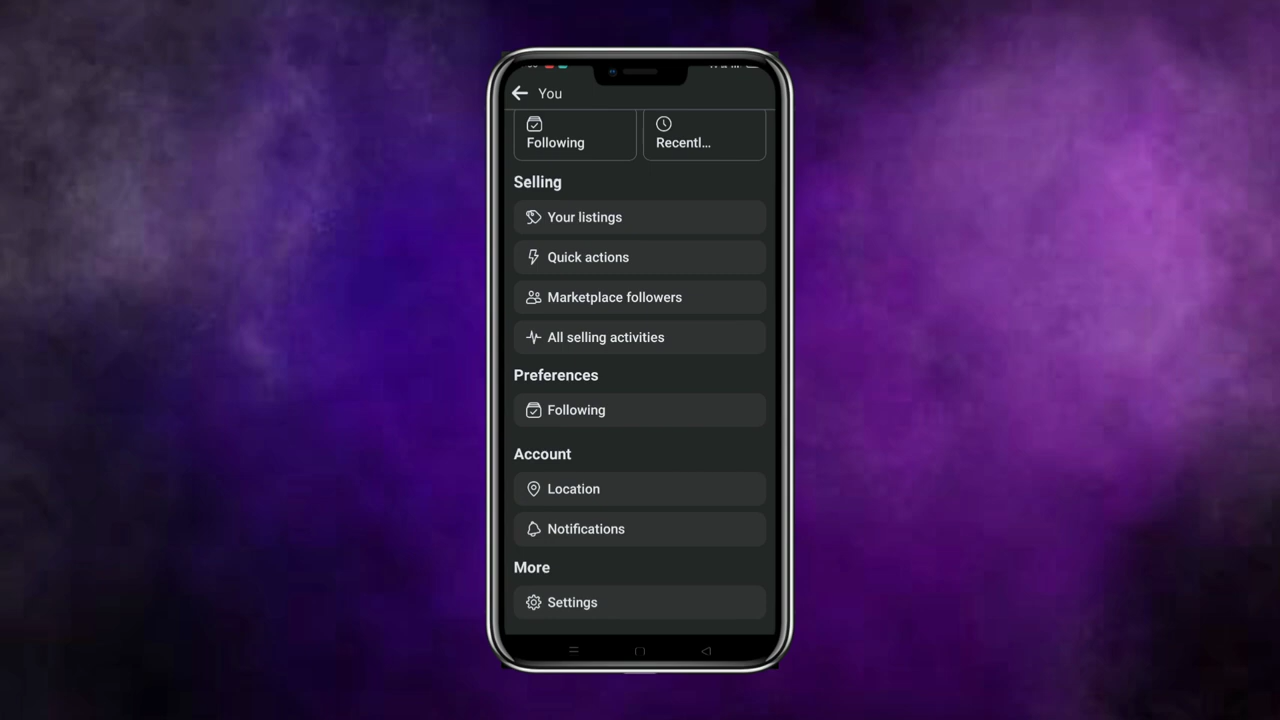 You
Following
Recentl...
Selling
Your listings
Quick actions
Marketplace followers
All selling activities
Preferences
Following
Account
Location
Notifications
More
Settings